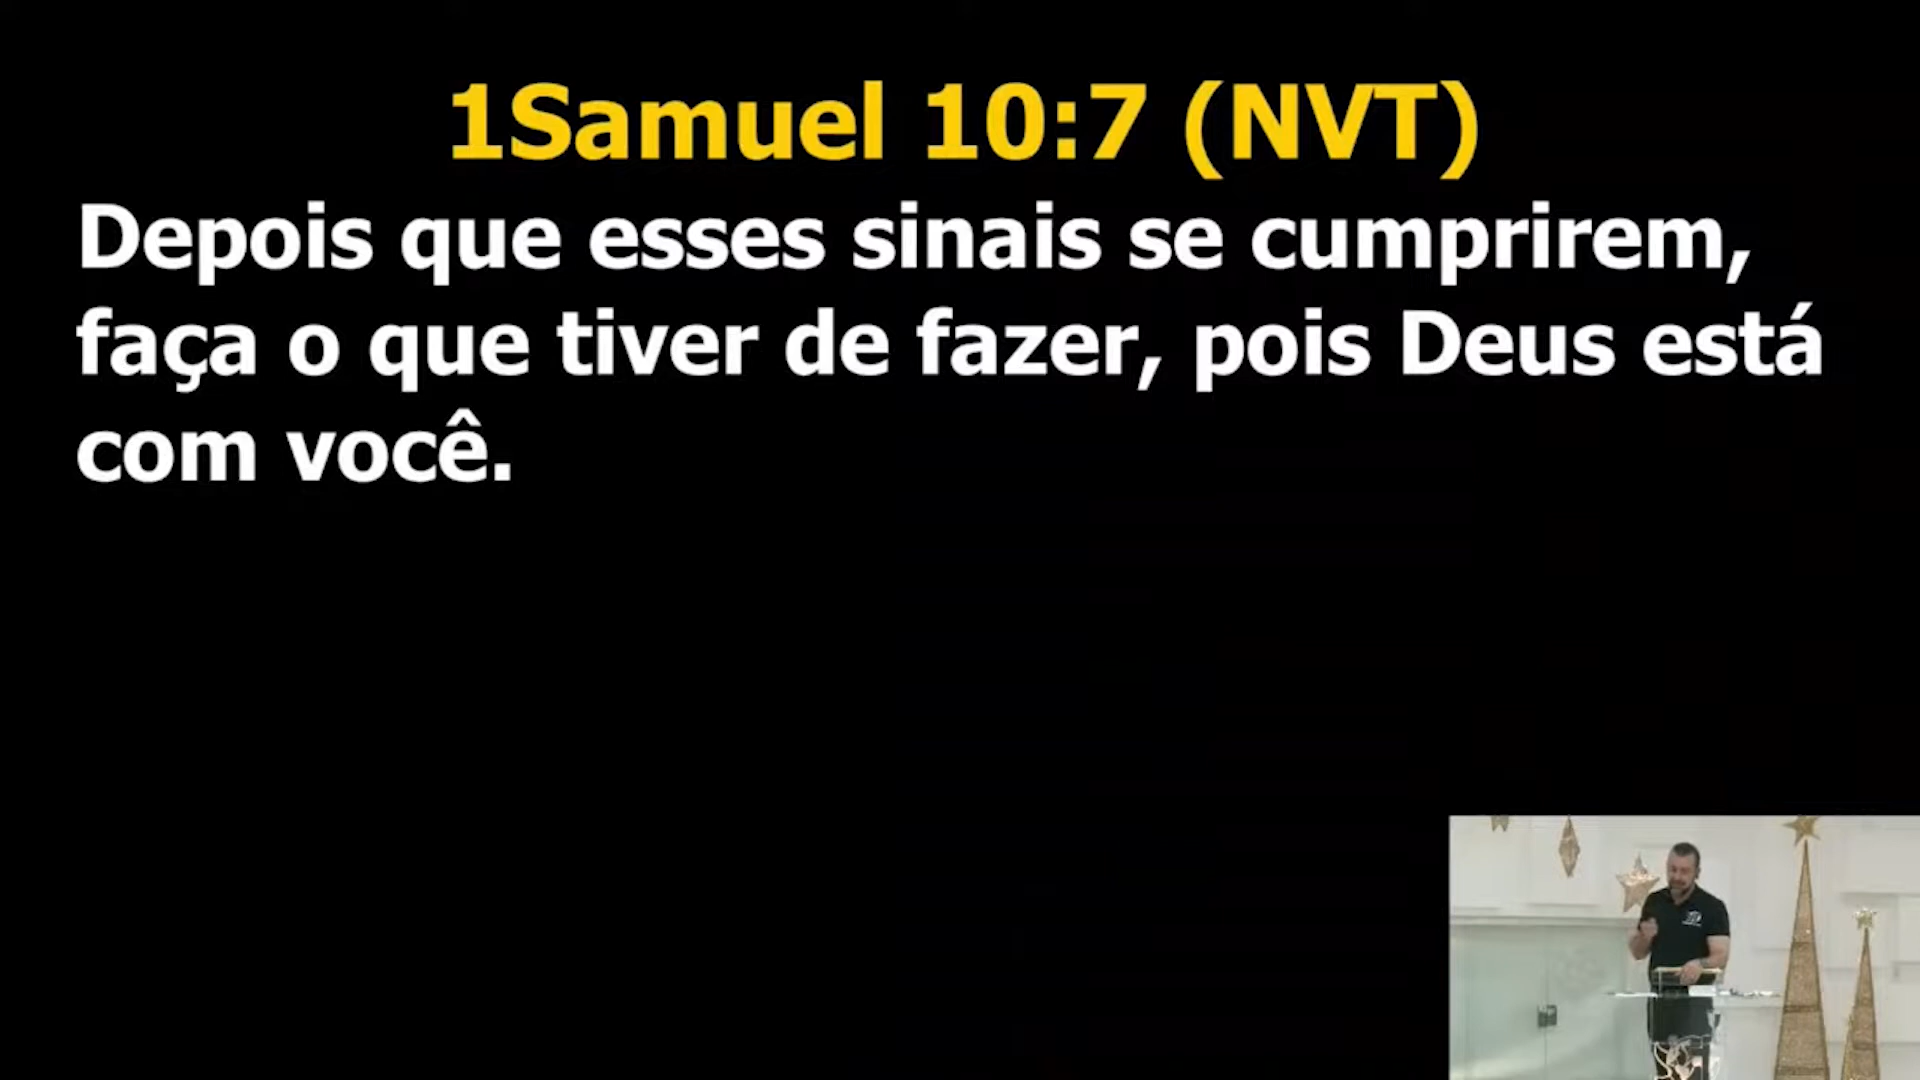 1Samuel 10:7 (NVT)
Depois que esses sinais se cumprirem,
faça o que tiver de fazer, pois Deus está
com você.